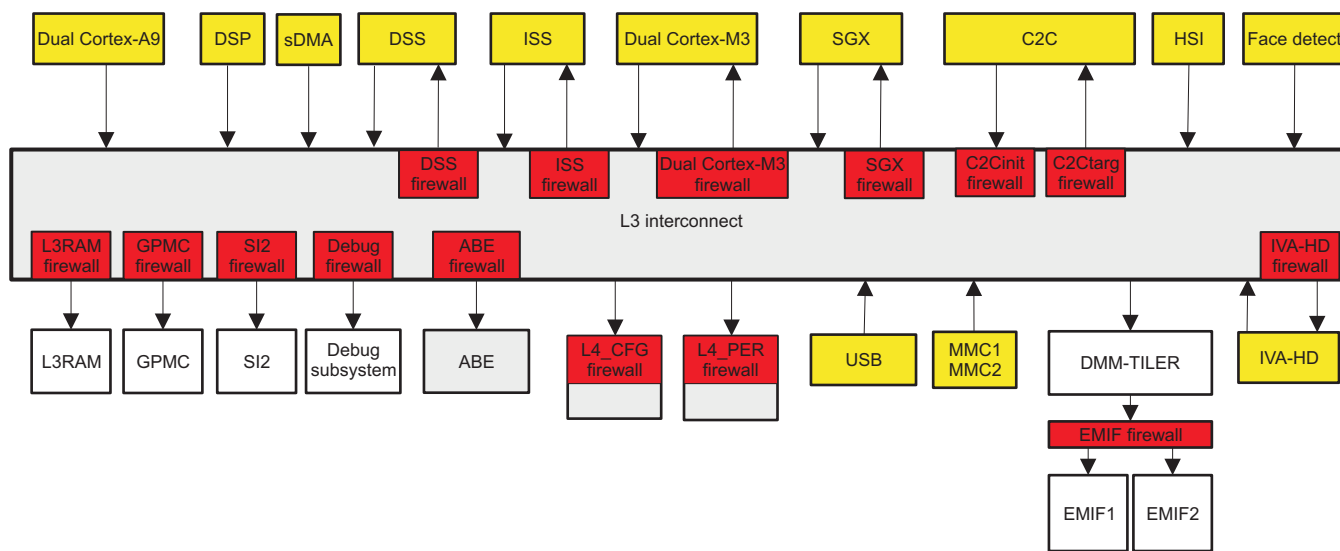 Dual Cortex-A9
DSP
sDMA
DSS
ISS
Dual Cortex-M3
SGX
C2C
HSI
Face detect
DSS
firewall
ISS
firewall
Dual Cortex-M3
firewall
SGX
firewall
C2Cinit
firewall
C2Ctarg
firewall
L3 interconnect
L3RAM
firewall
GPMC
firewall
SI2
firewall
Debug
firewall
ABE
firewall
IVA-HD
firewall
L3RAM
GPMC
SI2
Debug
subsystem
ABE
L4_CFG
firewall
L4_PER
firewall
USB
MMC1
MMC2
DMM-TILER
IVA-HD
EMIF firewall
EMIF1
EMIF2